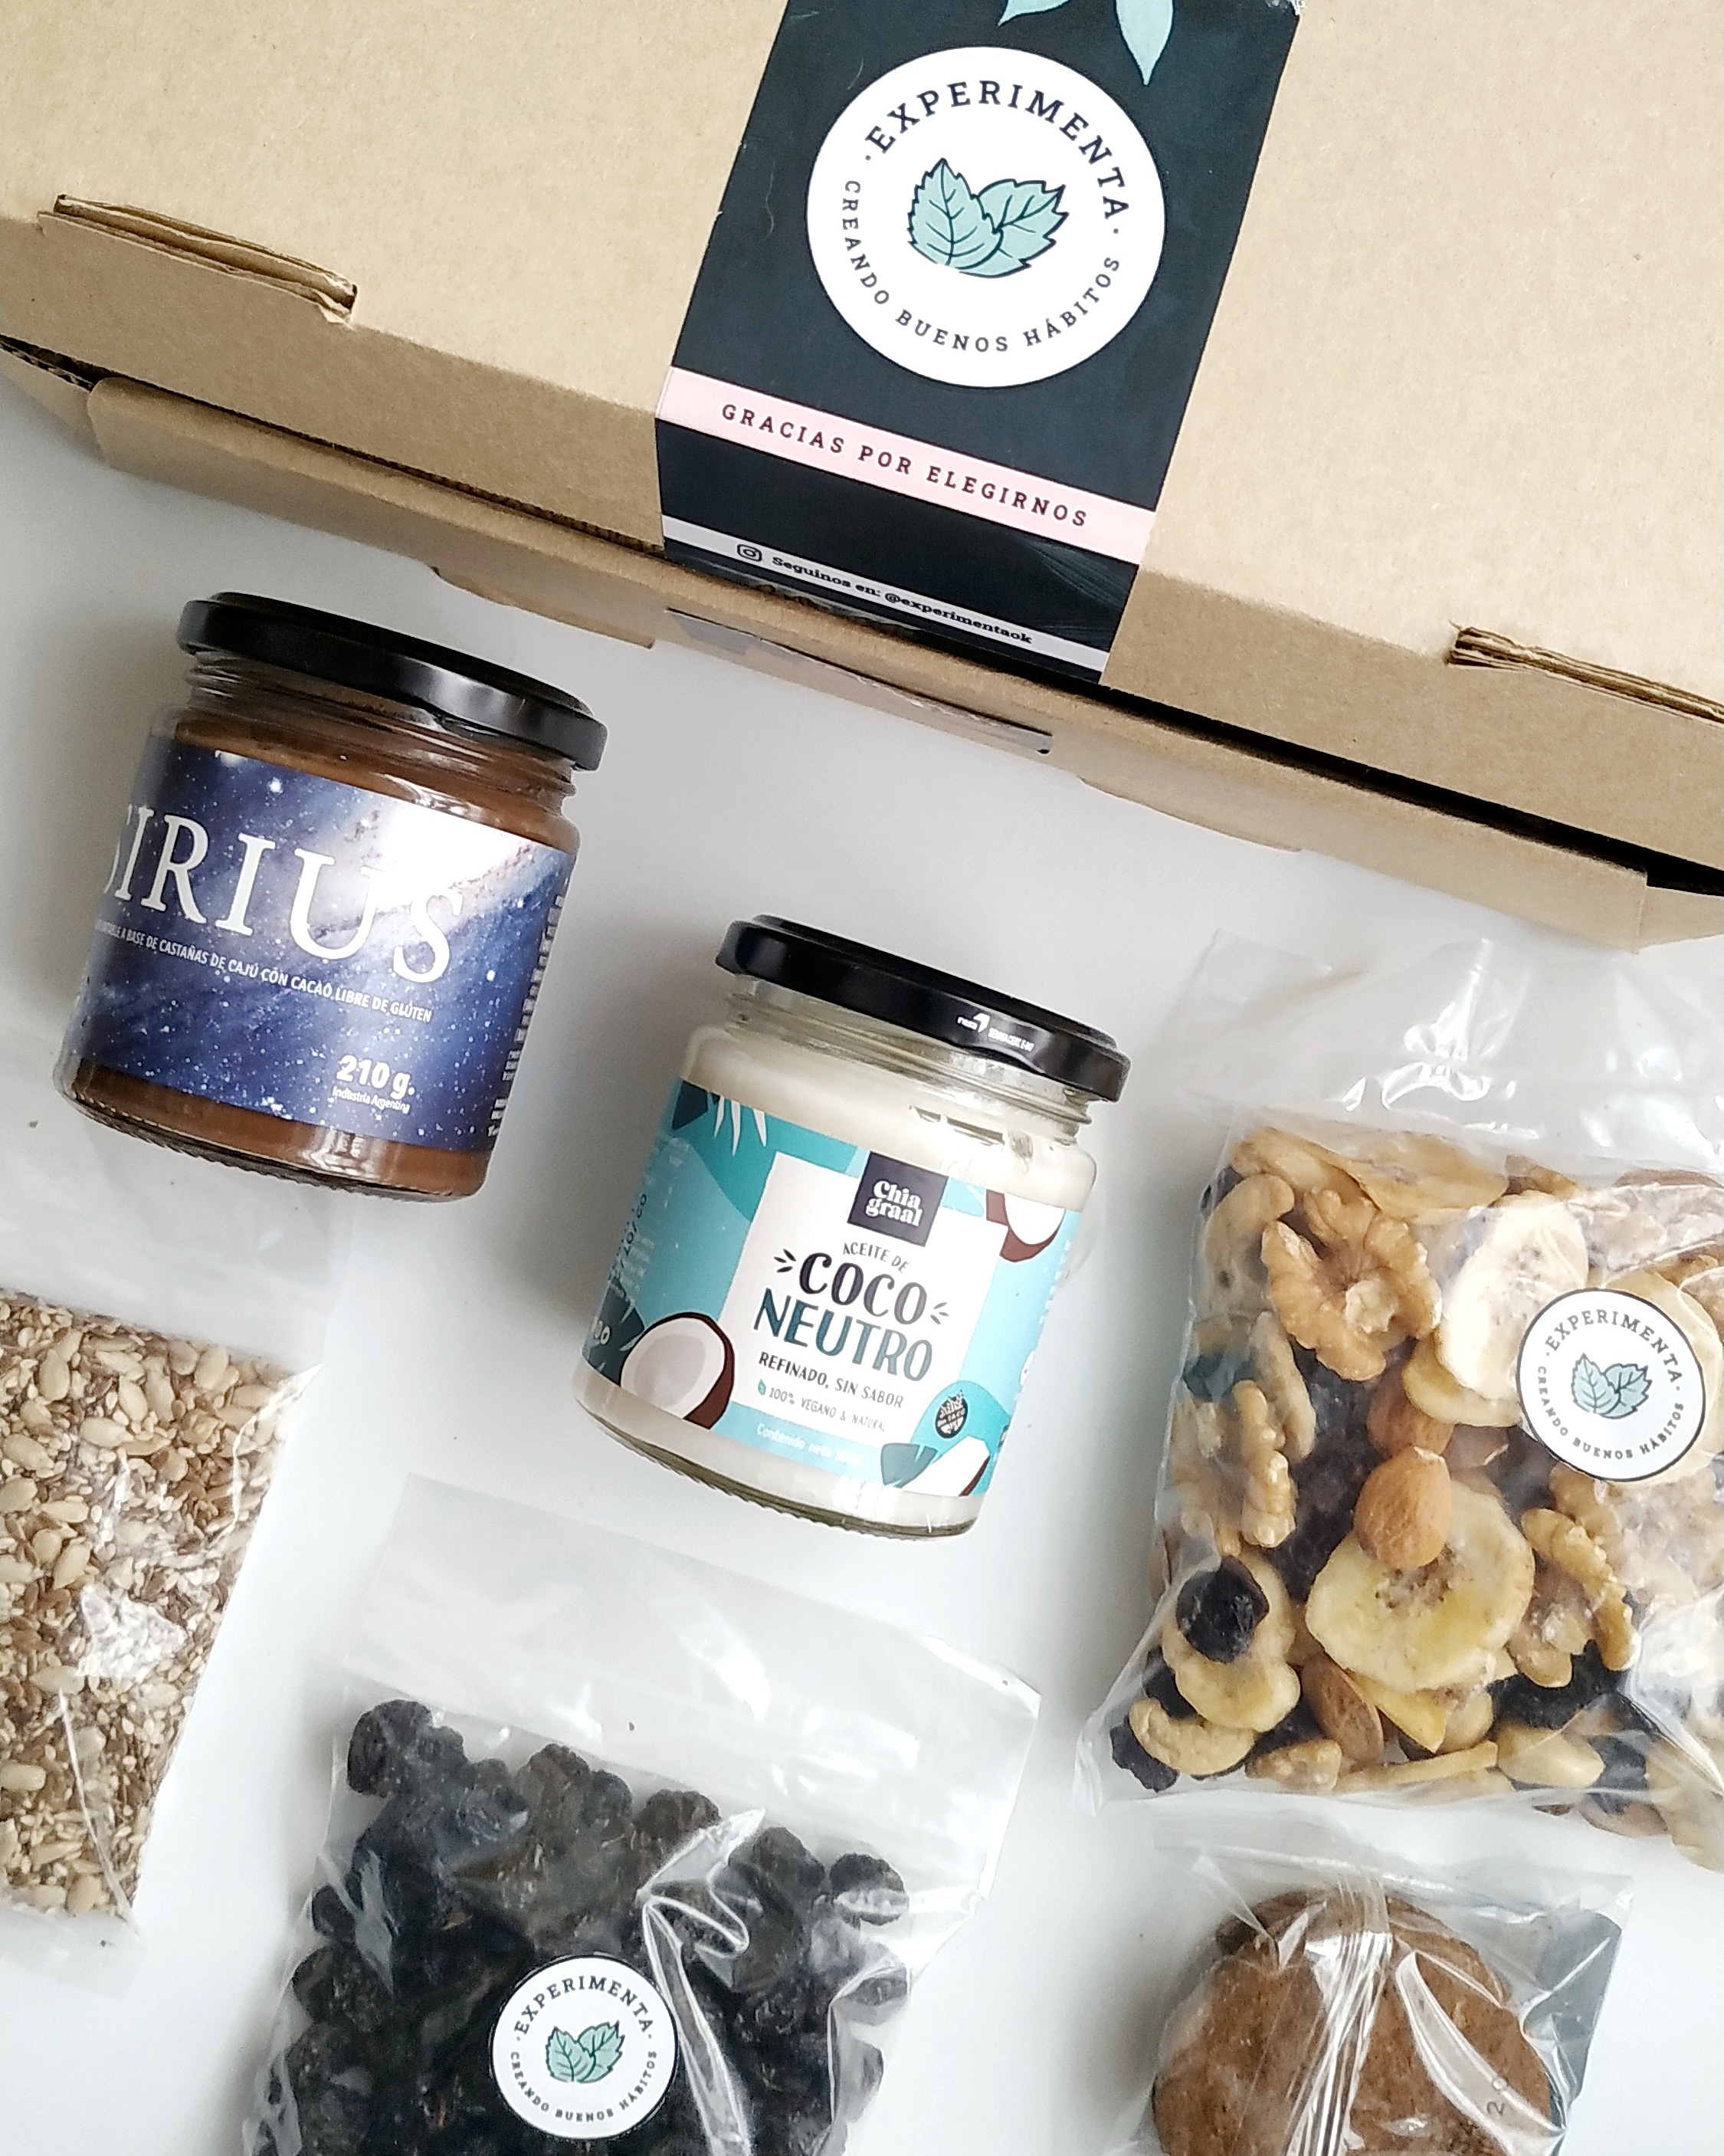 EXPERIMENTA
CREANDO BUENOS HÁBITOS
GRACIAS POR ELEGIRNOS
Seguinos en: @experimentaok
SIRIUS
A BASE DE CASTAÑAS DE CAJÚ CON CACAO LIBRE DE GLUTEN
210 g.
Industria Argentina
Chia
graal
ACEITE DE
COCO
NEUTRO
REFINADO, SIN SABOR
100% VEGANO & NATURAL
Contenido neto
EXPERIMENTA
CREANDO BUENOS HÁBITOS
EXPERIMENTA
CREANDO BUENOS HÁBITOS